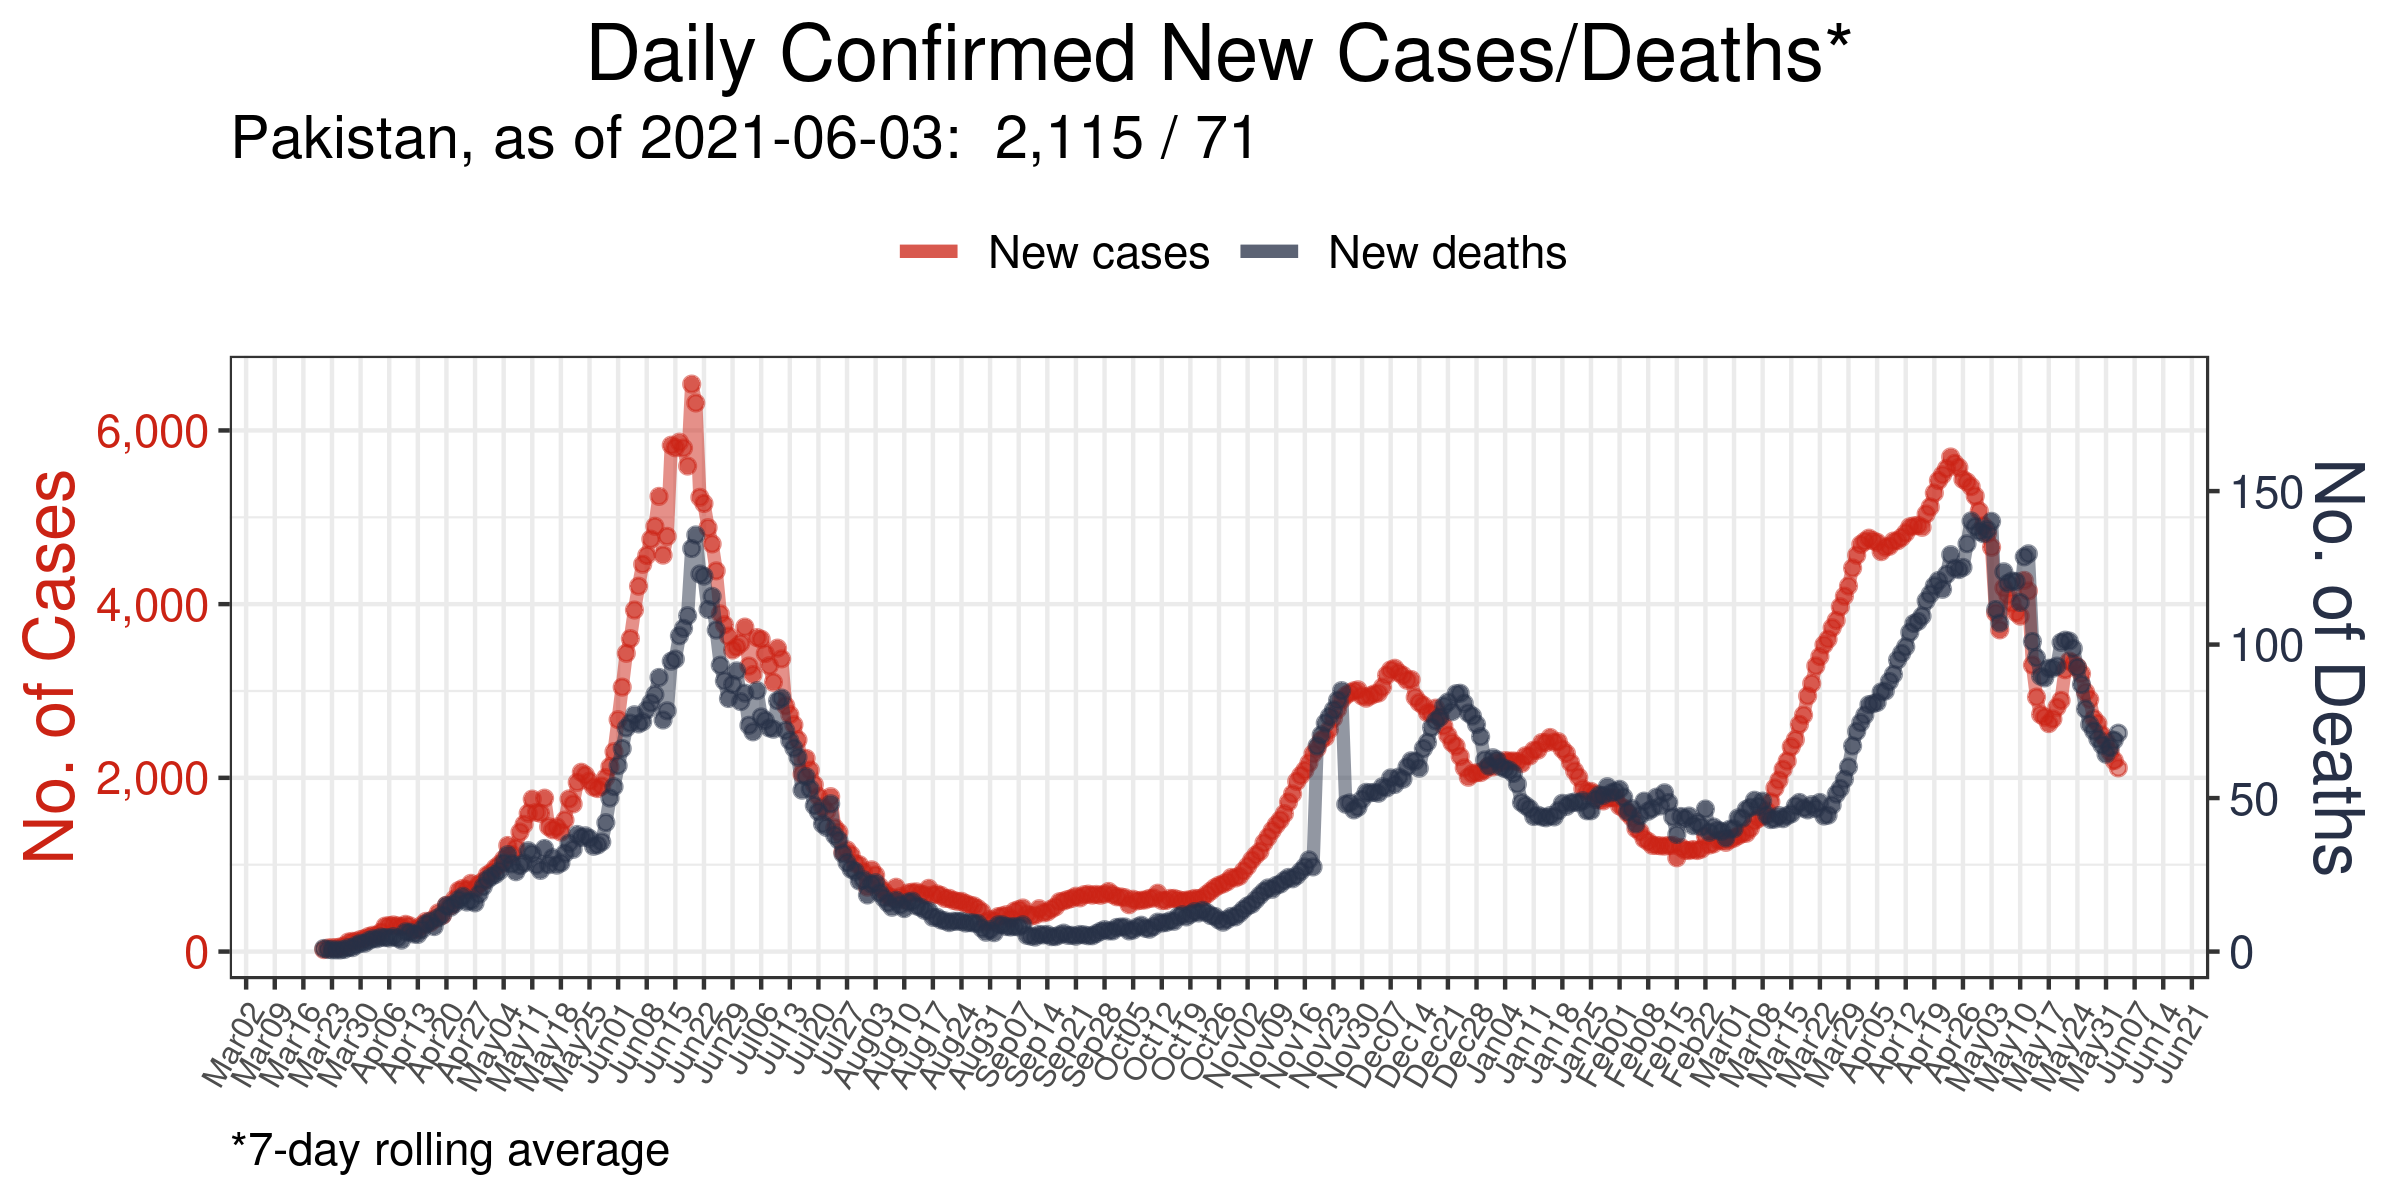 Daily Confirmed New Cases/Deaths*
Pakistan, as of 2021-06-03:  2,115 / 71
New cases
New deaths
No. of Cases
6,000
4,000
2,000
0
No. of Deaths
150
100
50
0
Mar02
Mar09
Mar16
Mar23
Mar30
Apr06
Apr13
Apr20
Apr27
May04
May11
May18
May25
Jun01
Jun08
Jun15
Jun22
Jun29
Jul06
Jul13
Jul20
Jul27
Aug03
Aug10
Aug17
Aug24
Aug31
Sep07
Sep14
Sep21
Sep28
Oct05
Oct12
Oct19
Oct26
Nov02
Nov09
Nov16
Nov23
Nov30
Dec07
Dec14
Dec21
Dec28
Jan04
Jan11
Jan18
Jan25
Feb01
Feb08
Feb15
Feb22
Mar01
Mar08
Mar15
Mar22
Mar29
Apr05
Apr12
Apr19
Apr26
May03
May10
May17
May24
May31
Jun07
Jun14
Jun21
*7-day rolling average